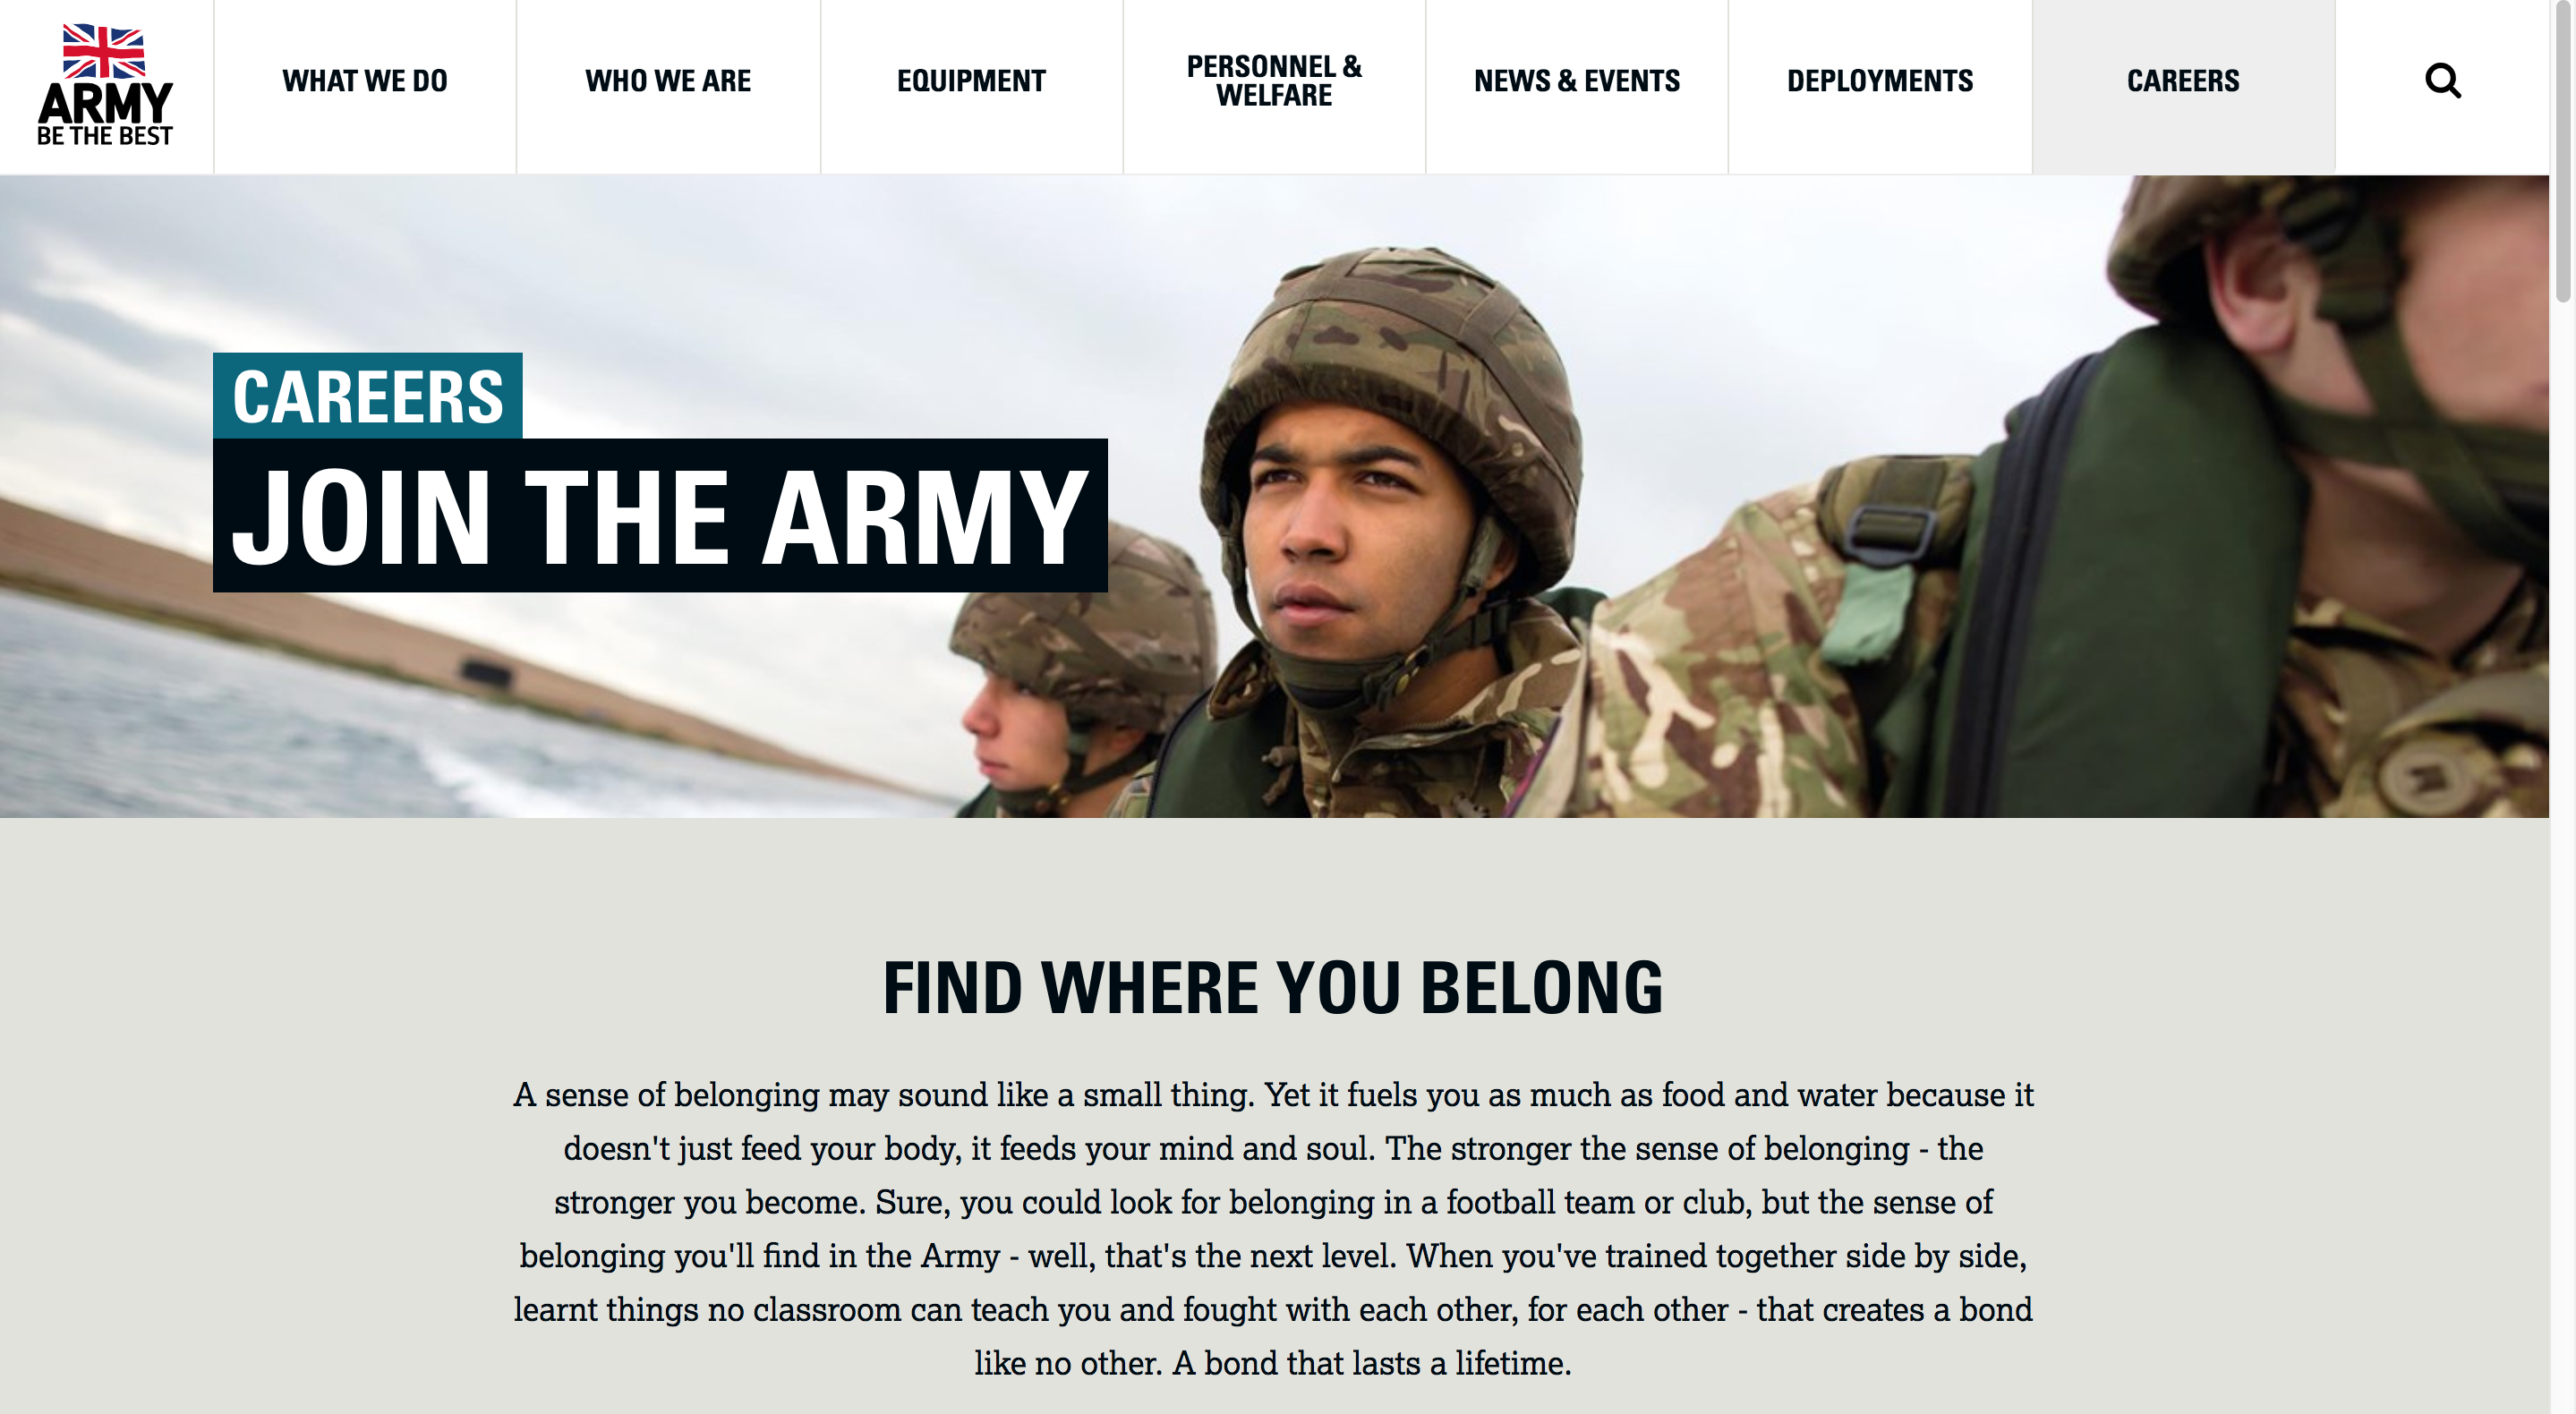 ARMY
BE THE BEST
WHAT WE DO
WHO WE ARE
EQUIPMENT
PERSONNEL &
WELFARE
NEWS & EVENTS
DEPLOYMENTS
CAREERS
CAREERS
JOIN THE ARMY
FIND WHERE YOU BELONG
A sense of belonging may sound like a small thing. Yet it fuels you as much as food and water because it
doesn't just feed your body, it feeds your mind and soul. The stronger the sense of belonging - the
stronger you become. Sure, you could look for belonging in a football team or club, but the sense of
belonging you'll find in the Army - well, that's the next level. When you've trained together side by side,
learnt things no classroom can teach you and fought with each other, for each other - that creates a bond
like no other. A bond that lasts a lifetime.